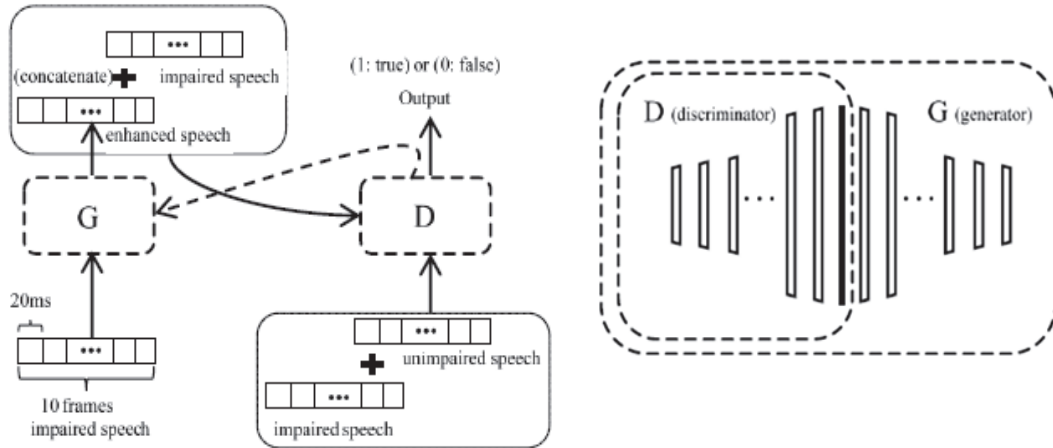 •••
(concatenate) + impaired speech
•••
enhanced speech
G
20ms
•••
10 frames
impaired speech
(1: true) or (0: false)
Output
D
•••
+ unimpaired speech
•••
impaired speech
D (discriminator)
G (generator)
••• •••